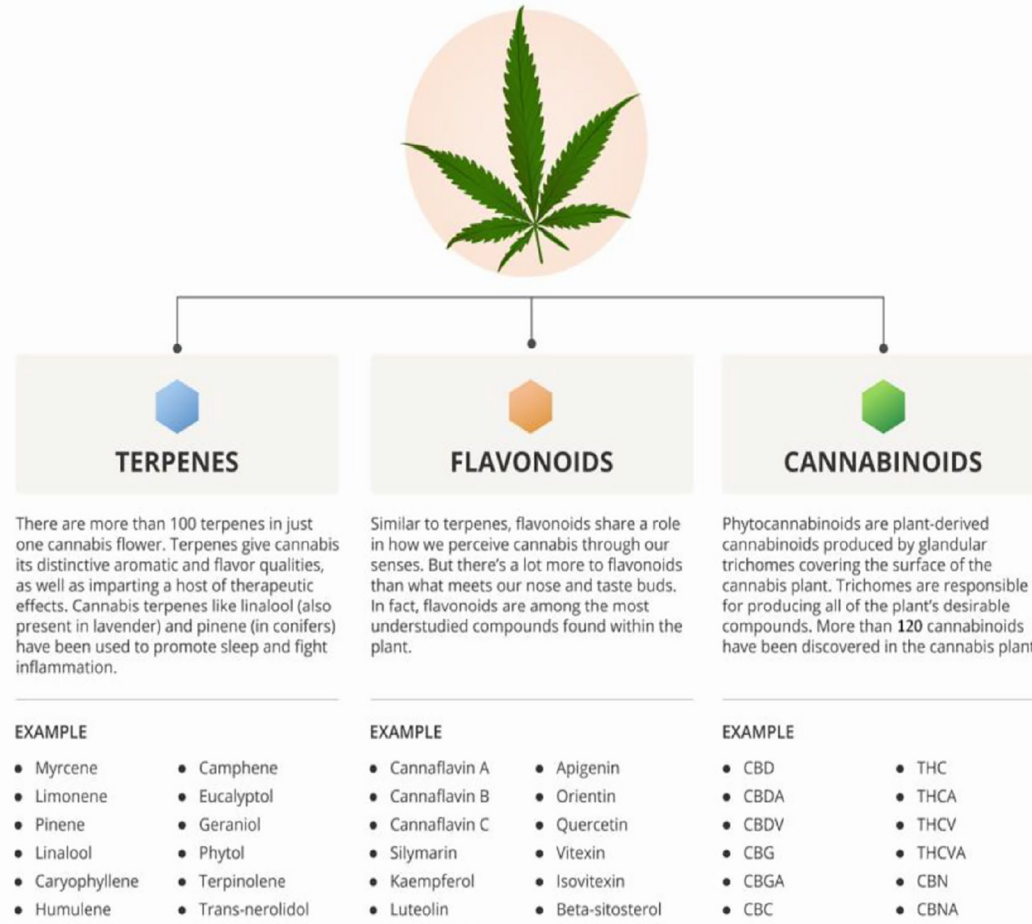 TERPENES
There are more than 100 terpenes in just
one cannabis flower. Terpenes give cannabis
its distinctive aromatic and flavor qualities,
as well as imparting a host of therapeutic
effects. Cannabis terpenes like linalool (also
present in lavender) and pinene (in conifers)
have been used to promote sleep and fight
inflammation.
EXAMPLE
Myrcene
Limonene
Pinene
Linalool
Caryophyllene
Humulene
Camphene
Eucalyptol
Geraniol
Phytol
Terpinolene
Trans-nerolidol
FLAVONOIDS
Similar to terpenes, flavonoids share a role
in how we perceive cannabis through our
senses. But there's a lot more to flavonoids
than what meets our nose and taste buds.
In fact, flavonoids are among the most
understudied compounds found within the
plant.
EXAMPLE
Cannaflavin A
Cannaflavin B
Cannaflavin C
Silymarin
Kaempferol
Luteolin
Apigenin
Orientin
Quercetin
Vitexin
Isovitexin
Beta-sitosterol
CANNABINOIDS
Phytocannabinoids are plant-derived
cannabinoids produced by glandular
trichomes covering the surface of the
cannabis plant. Trichomes are responsible
for producing all of the plant's desirable
compounds. More than 120 cannabinoids
have been discovered in the cannabis plant
EXAMPLE
CBD
CBDA
CBDV
CBG
CBGA
CBC
THC
THCA
THCV
THCVA
CBN
CBNA